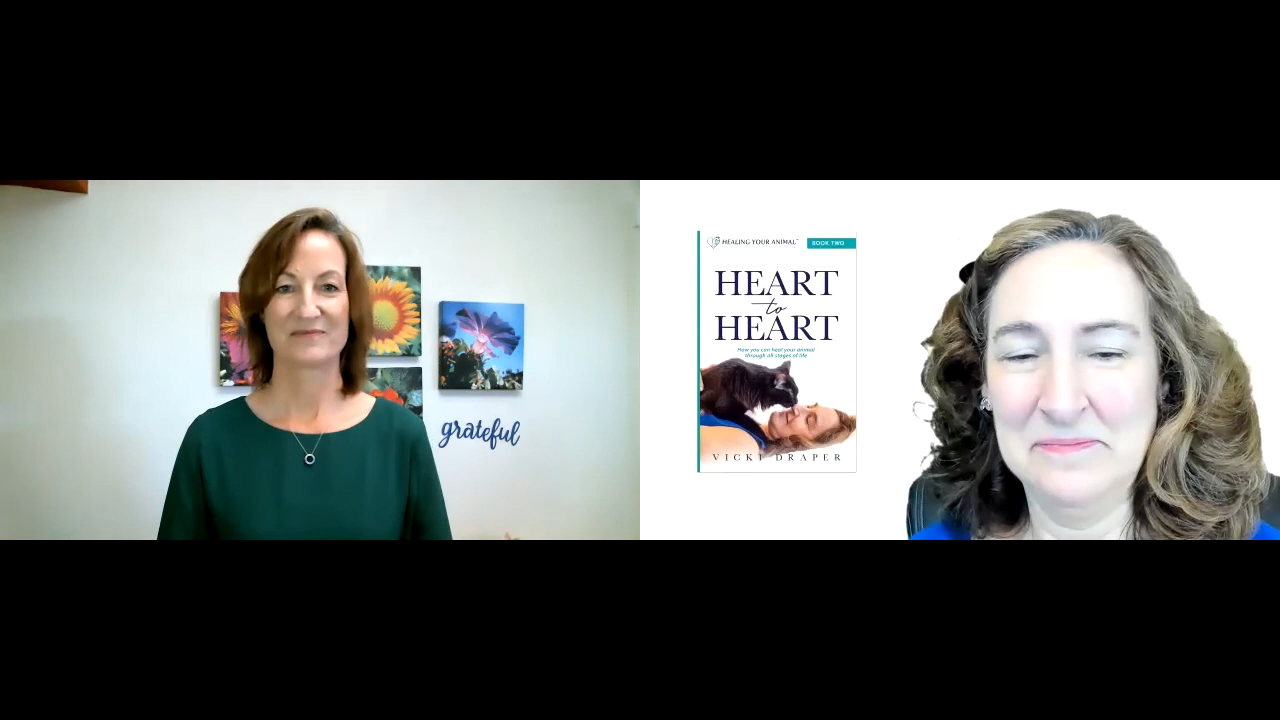 grateful
HEALING YOUR ANIMAL™ BOOK TWO
HEART
to
HEART
How you can heal your animal
through all stages of life
VICKI DRAPER